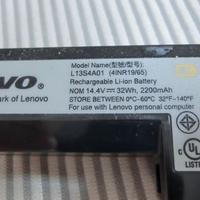 Model Name(型號/型号):
L13S4A01 (4INR19/65)
Rechargeable Li-ion Battery
NOM 14.4V⎓32Wh, 2200mAh
STORE BETWEEN 0°C-60°C 32°F-140°F
For use with Lenovo personal computer
OVO
rk of Lenovo